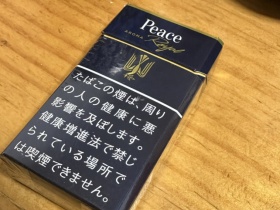 Peace
AROMA Royal
たばこの煙は、周り
の人の健康に悪
影響を及ぼします。
健康増進法で禁じ
られている場所で
は喫煙できません。